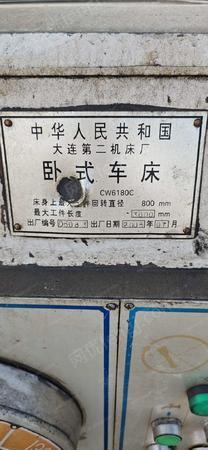 中华人民共和国
大连第二机床厂
卧式车床
CW6180C
床身上最大工件回转直径 800 mm
最大工件长度 3000 mm
出厂编号 出厂日期 年 月